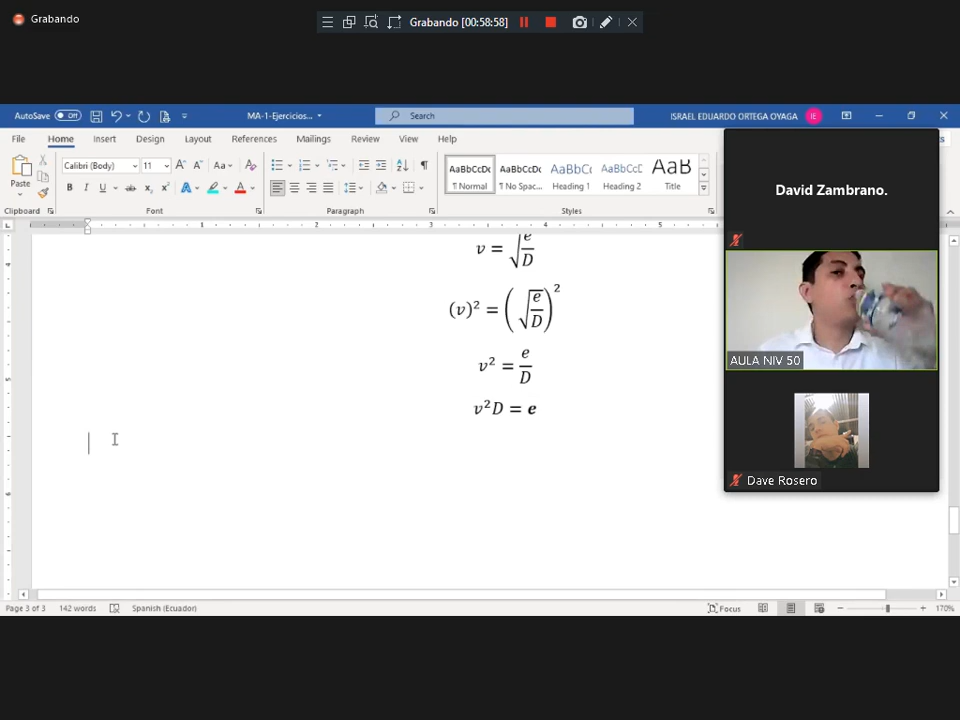 Grabando
Grabando [00:58:58]
AutoSave Off
MA-1-Ejercicios...
Search
ISRAEL EDUARDO ORTEGA OYAGA IE
File Home Insert Design Layout References Mailings Review View Help
Paste
Calibri (Body) 11
Clipboard
Font
Paragraph
Styles
AaBbCcDc
¶ Normal
AaBbCcDc
¶ No Spac...
AaBbC
Heading 1
AaBbCc
Heading 2
AaB
Title
David Zambrano.
AULA NIV 50
Dave Rosero
v = √(e/D)
(v)² = (√(e/D))²
v² = e/D
v²D = e
Page 3 of 3 142 words Spanish (Ecuador)
Focus
170%